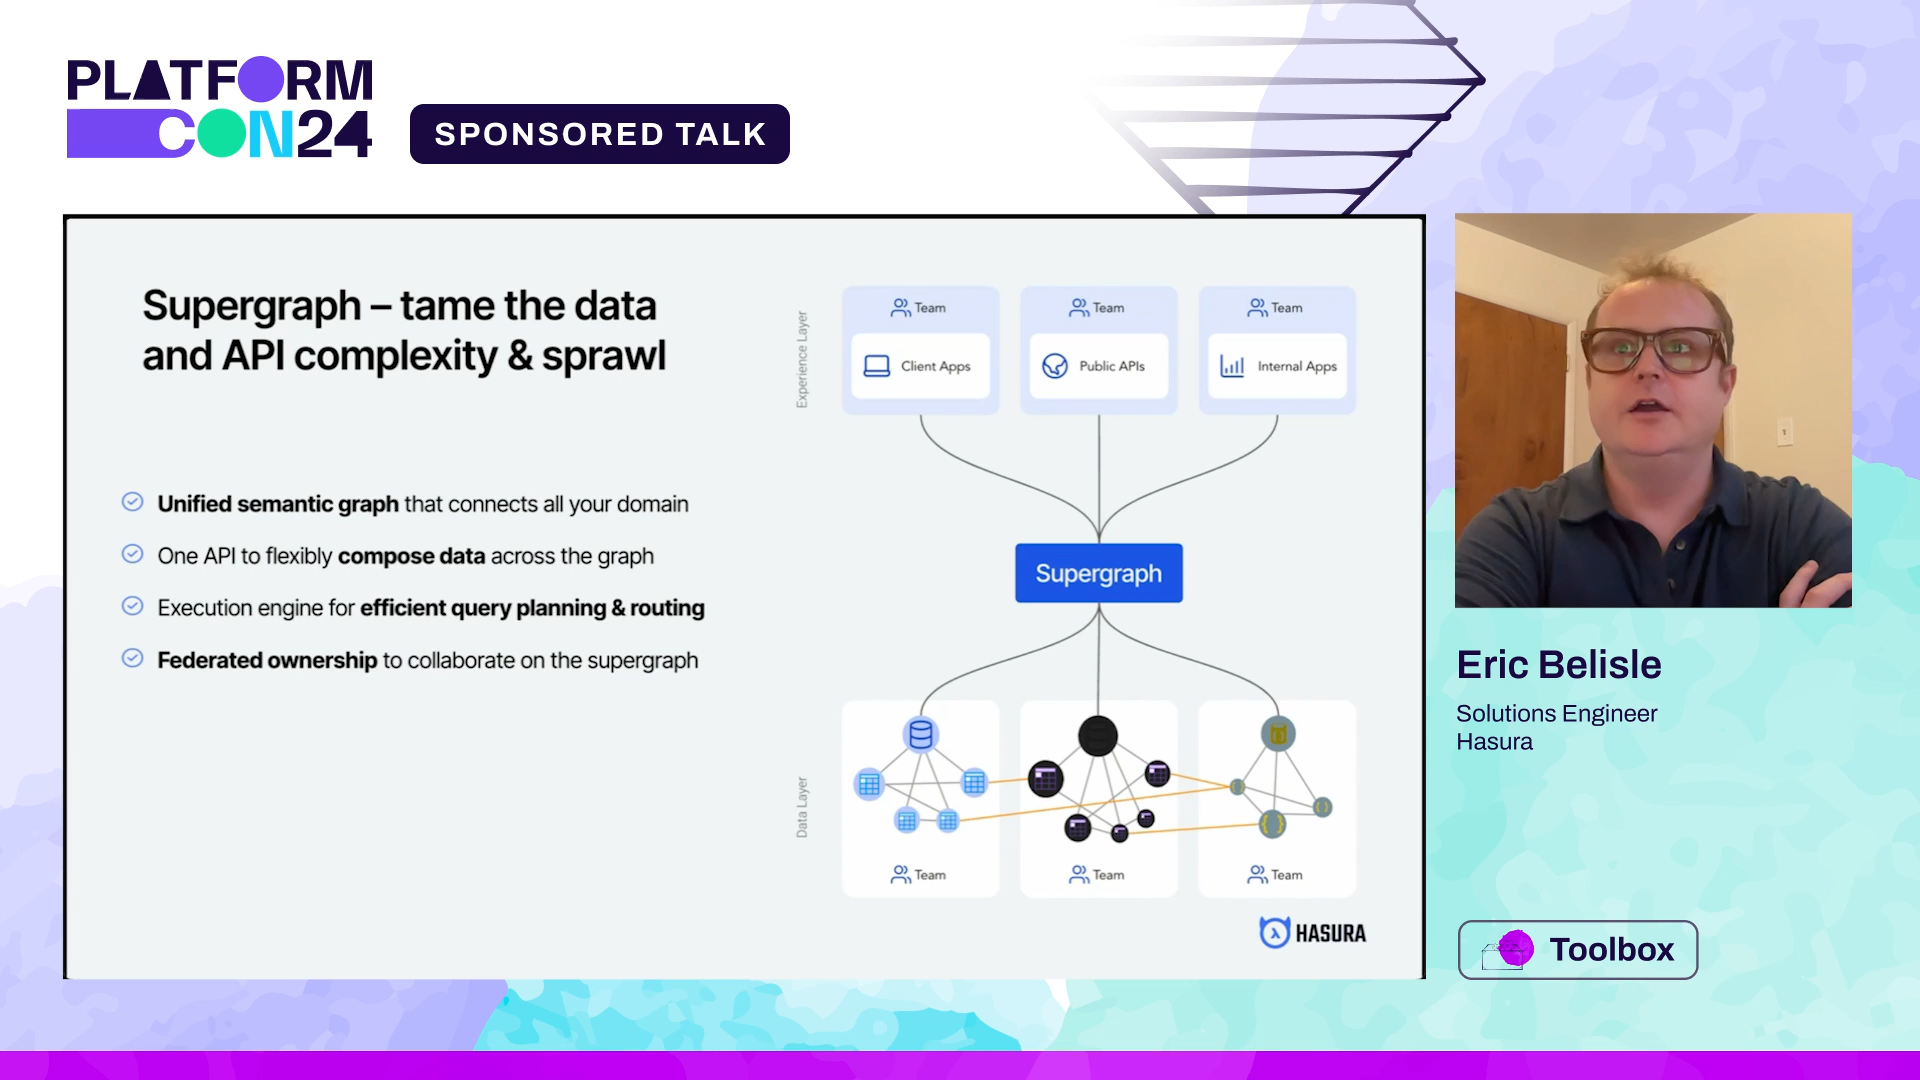 PLATFORM
CON24
SPONSORED TALK
Supergraph – tame the data
and API complexity & sprawl
Unified semantic graph that connects all your domain
One API to flexibly compose data across the graph
Execution engine for efficient query planning & routing
Federated ownership to collaborate on the supergraph
Experience Layer
Team
Client Apps
Team
Public APIs
Team
Internal Apps
Supergraph
Data Layer
Team
Team
Team
HASURA
Eric Belisle
Solutions Engineer
Hasura
Toolbox